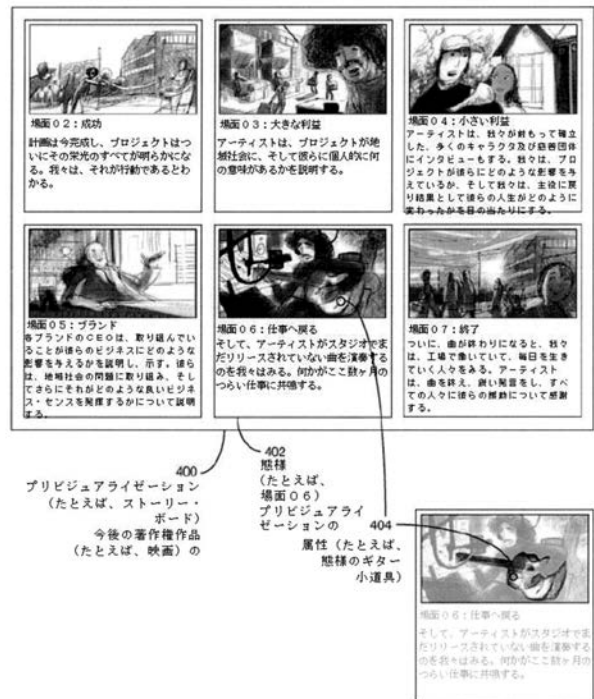 場面02:成功
計画は今完成し、プロジェクトはつ
いにその栄光のすべてが明らかにな
る。我々は、それが行動であるとわ
かる。
場面03:大きな利益
アーティストは、プロジェクトが地
域社会に、そして彼らに個人的に何
の意味があるかを説明する。
場面04:小さい利益
アーティストは、我々が前もって確立
した、多くのキャラクタ及び慈善団体
にインタビューもする。我々は、プロ
ジェクトが彼らにどのような影響を与
えているか、そして我々は、主役に戻
り結果として彼らの人生がどのように
変わったかを目の当たりにする。
場面05:ブランド
各ブランドのCEOは、取り組んでい
ることが彼らのビジネスにどのような
影響を与えるかを説明し、示す。彼ら
は、地域社会の問題に取り組み、そし
てさらにそれがどのような良いビジネ
ス・センスを発揮するかについて説明
する。
場面06:仕事へ戻る
そして、アーティストがスタジオでま
だリリースされていない曲を演奏する
のを我々はみる。何かがここ数ヶ月の
つらい仕事に共鳴する。
場面07:終了
ついに、曲が終わりになると、我々
は、工場で働いていて、毎日を生き
ていく人々をみる。アーティスト
は、曲を終え、鋭い発言をし、すべ
ての人々に彼らの援助について感謝
する。
400
プリビジュアライゼーション
(たとえば、ストーリー・
ボード)
今後の著作権作品
(たとえば、映画)の
402
態様
(たとえば、
場面06)
プリビジュアライ
ゼーションの
404
属性(たとえば、
態様のギター
小道具)
場面06:仕事へ戻る
そして、アーティストがスタジオでま
だリリースされていない曲を演奏する
のを我々はみる。何かがここ数ヶ月の
つらい仕事に共鳴する。